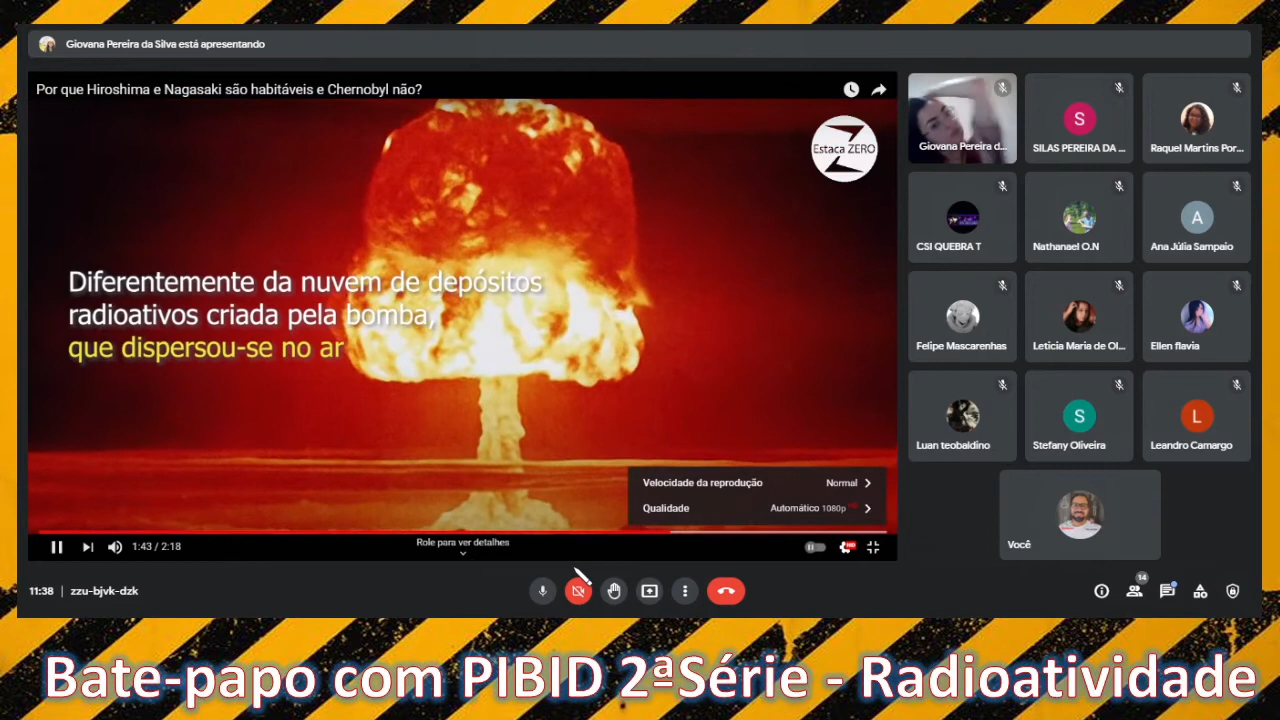 Giovana Pereira da Silva está apresentando
Por que Hiroshima e Nagasaki são habitáveis e Chernobyl não?
Estaca ZERO
Diferentemente da nuvem de depósitos
radioativos criada pela bomba,
que dispersou-se no ar
Velocidade da reprodução Normal
Qualidade Automático 1080p HD
1:43 / 2:18
Role para ver detalhes
HD
Giovana Pereira d...
S
SILAS PEREIRA DA ...
Raquel Martins Por...
CSI QUEBRA T
Nathanael O.N
A
Ana Júlia Sampaio
Felipe Mascarenhas
Leticia Maria de Ol...
Ellen flavia
Luan teobaldino
S
Stefany Oliveira
L
Leandro Camargo
Você
11:38 | zzu-bjvk-dzk
14
Bate-papo com PIBID 2ªSérie - Radioatividade